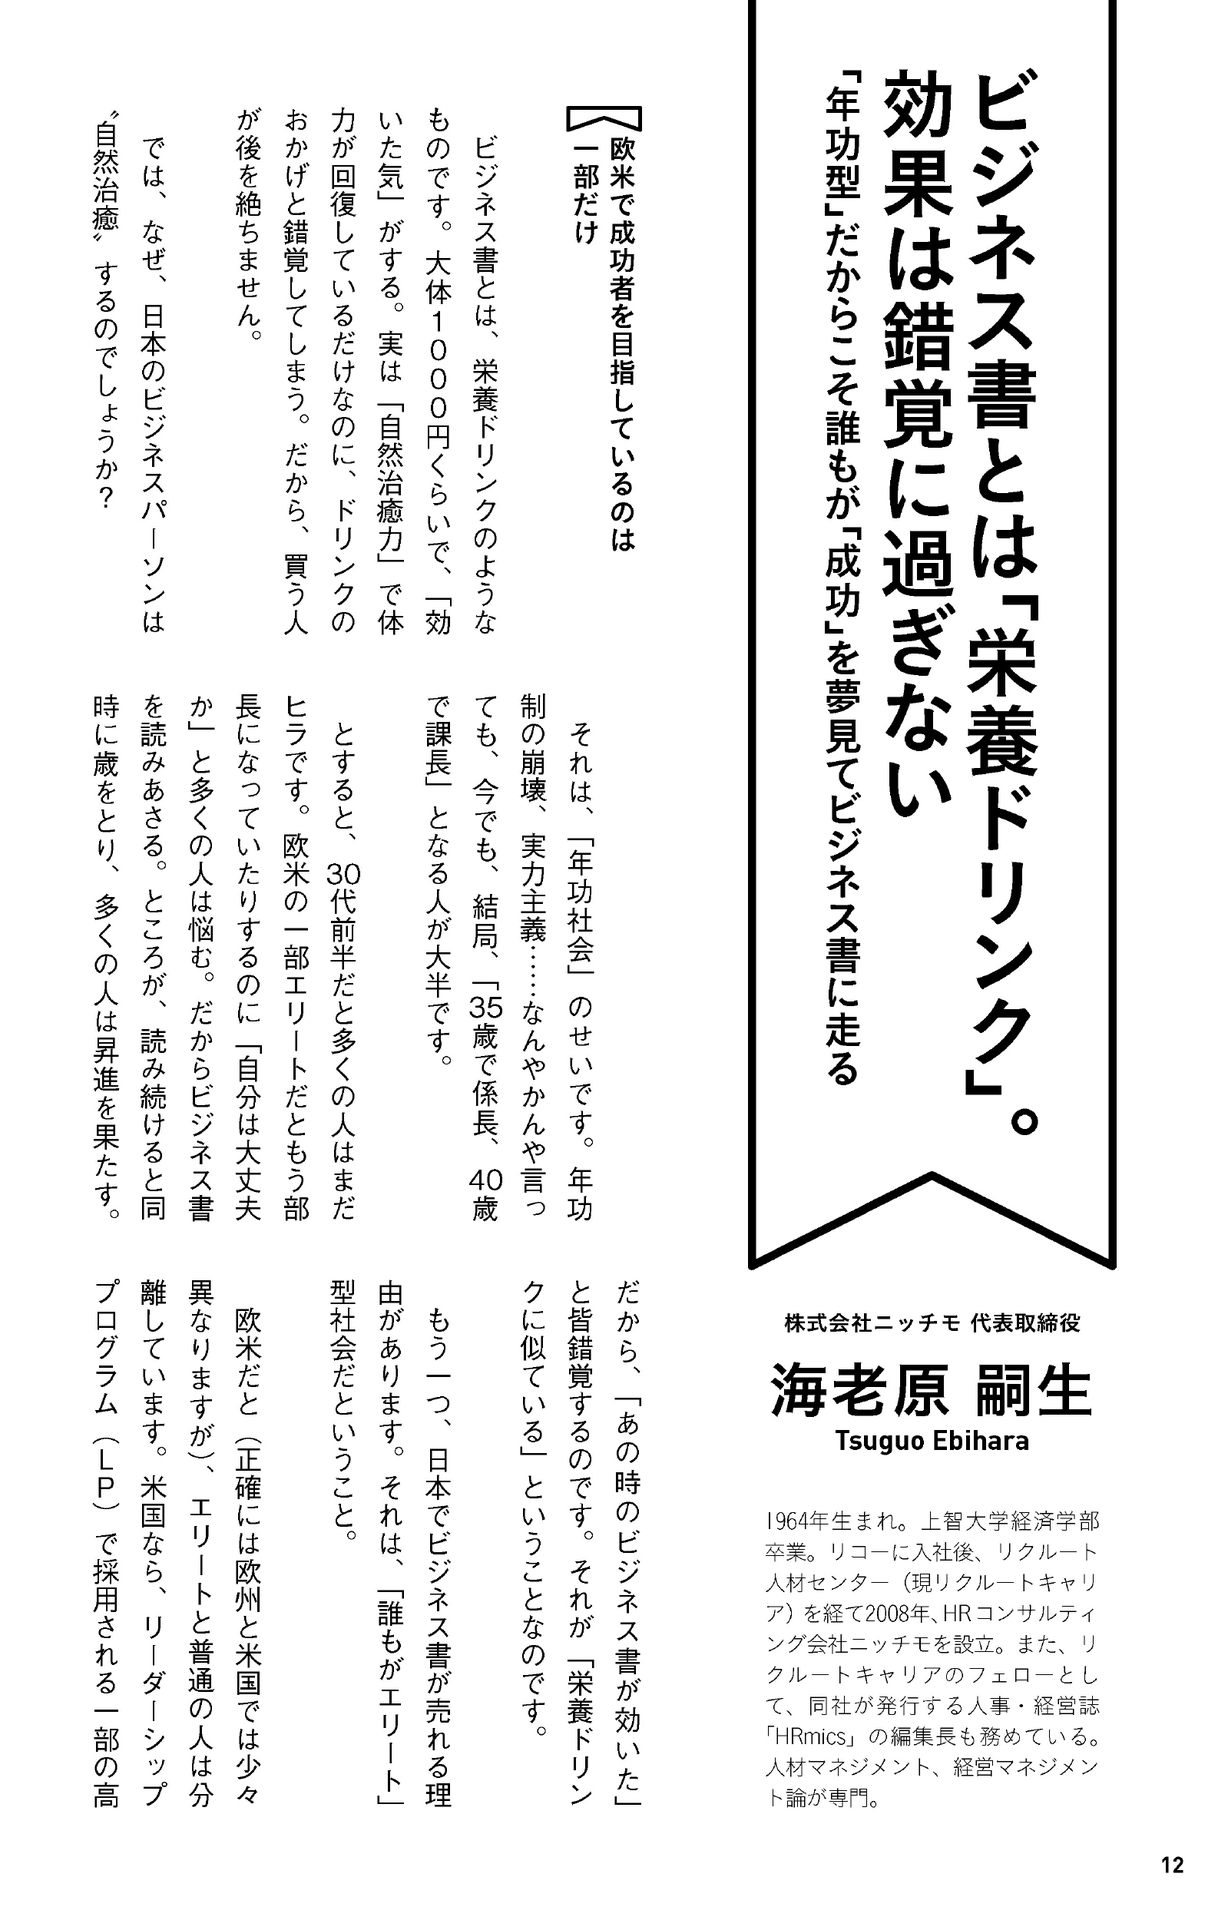 ビジネス書とは「栄養ドリンク」。
効果は錯覚に過ぎない
「年功型」だからこそ誰もが「成功」を夢見てビジネス書に走る
株式会社ニッチモ 代表取締役
海老原 嗣生
Tsuguo Ebihara
1964年生まれ。上智大学経済学部
卒業。リコーに入社後、リクルート
人材センター（現リクルートキャリ
ア）を経て2008年、HRコンサルティ
ング会社ニッチモを設立。また、リ
クルートキャリアのフェローとし
て、同社が発行する人事・経営誌
「HRmics」の編集長も務めている。
人材マネジメント、経営マネジメン
ト論が専門。
欧米で成功者を目指しているのは
一部だけ
ビジネス書とは、栄養ドリンクのような
ものです。大体1000円くらいで、「効
いた気」がする。実は「自然治癒力」で体
力が回復しているだけなのに、ドリンクの
おかげと錯覚してしまう。だから、買う人
が後を絶ちません。
では、なぜ、日本のビジネスパーソンは
〝自然治癒〟するのでしょうか？
それは、「年功社会」のせいです。年功
制の崩壊、実力主義……なんやかんや言っ
ても、今でも、結局、「35歳で係長、40歳
で課長」となる人が大半です。
とすると、30代前半だと多くの人はまだ
ヒラです。欧米の一部エリートだともう部
長になっていたりするのに「自分は大丈夫
か」と多くの人は悩む。だからビジネス書
を読みあさる。ところが、読み続けると同
時に歳をとり、多くの人は昇進を果たす。
だから、「あの時のビジネス書が効いた」
と皆錯覚するのです。それが「栄養ドリン
クに似ている」ということなのです。
もう一つ、日本でビジネス書が売れる理
由があります。それは、「誰もがエリート」
型社会だということ。
欧米だと（正確には欧州と米国では少々
異なりますが）、エリートと普通の人は分
離しています。米国なら、リーダーシップ
プログラム（LP）で採用される一部の高
12